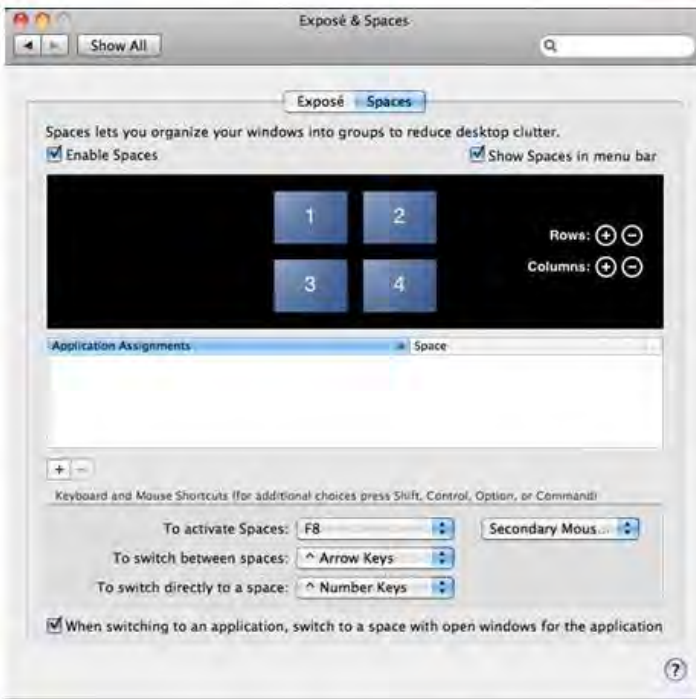 Exposé & Spaces
Show All
Exposé Spaces
Spaces lets you organize your windows into groups to reduce desktop clutter.
Enable Spaces Show Spaces in menu bar
1 2
Rows: + −
Columns: + −
3 4
Application Assignments Space
+ −
Keyboard and Mouse Shortcuts (for additional choices press Shift, Control, Option, or Command)
To activate Spaces: F8 Secondary Mous...
To switch between spaces: ^ Arrow Keys
To switch directly to a space: ^ Number Keys
When switching to an application, switch to a space with open windows for the application
?